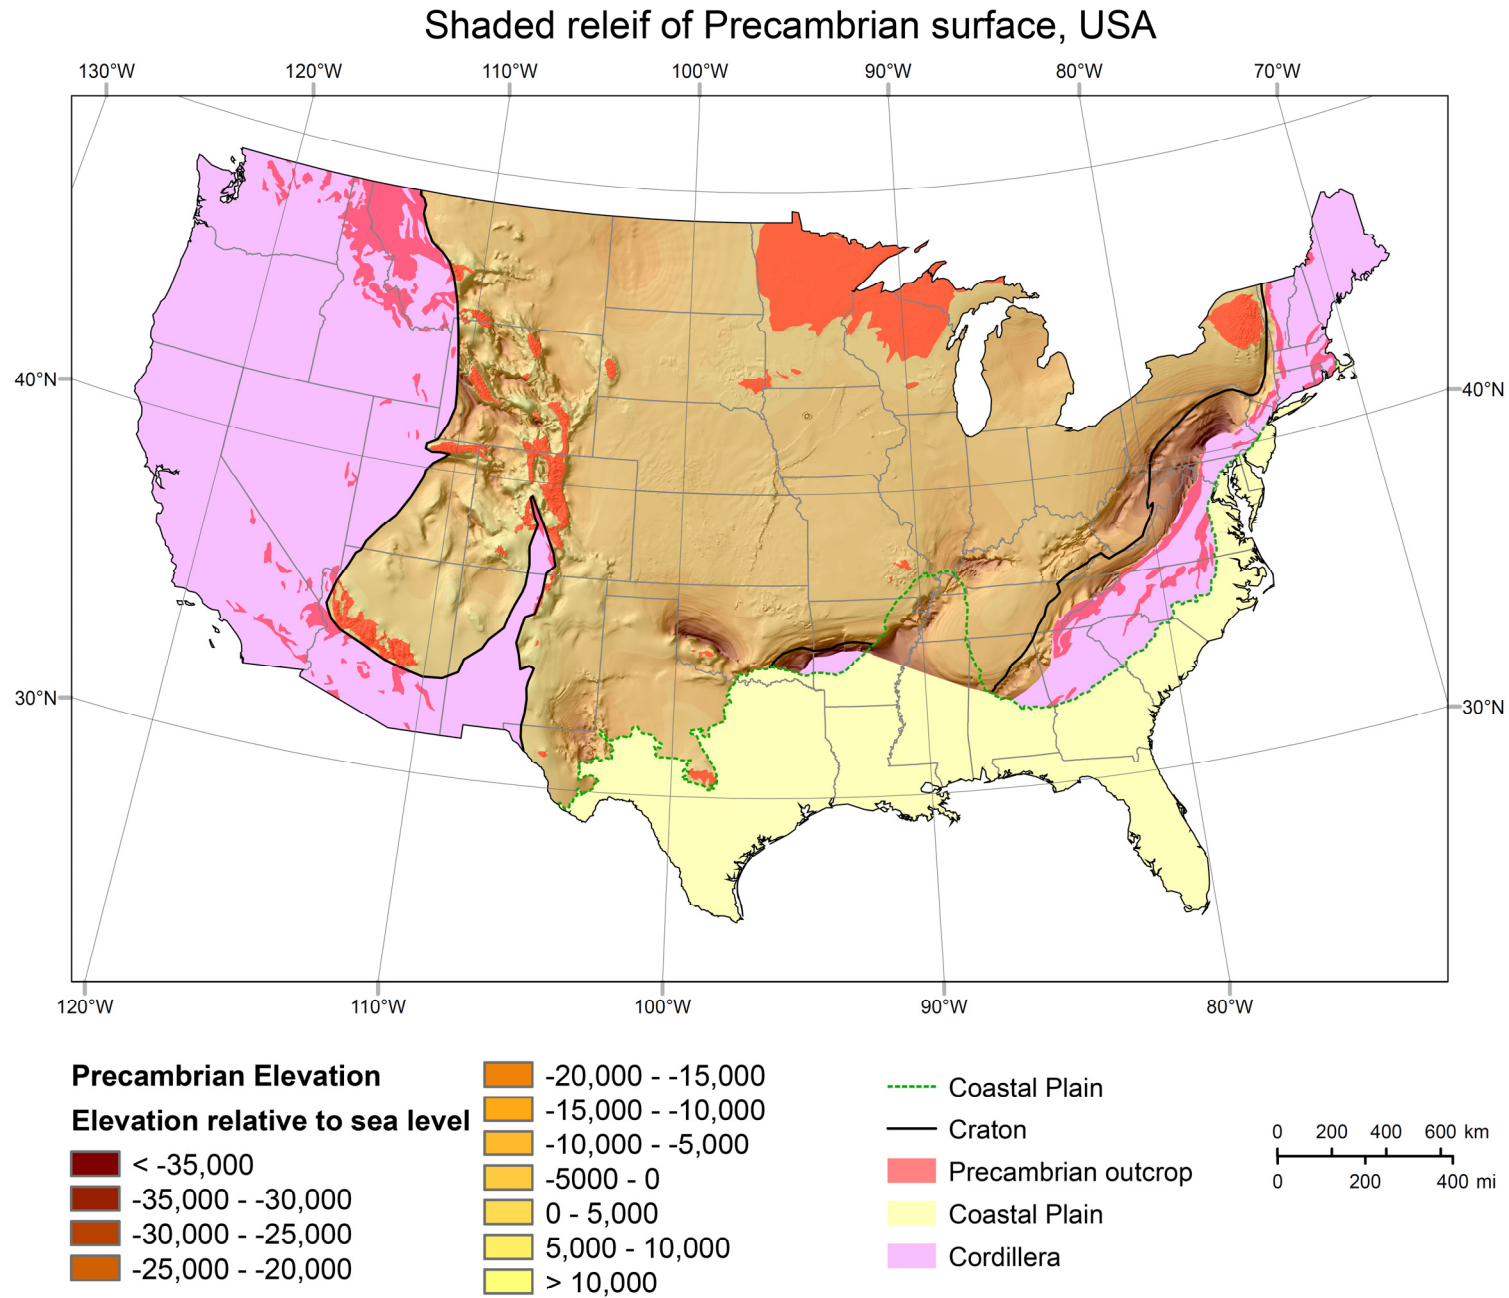 Shaded releif of Precambrian surface, USA
130°W 120°W 110°W 100°W 90°W 80°W 70°W
40°N 40°N
30°N 30°N
120°W 110°W 100°W 90°W 80°W
Precambrian Elevation
Elevation relative to sea level
< -35,000
-35,000 - -30,000
-30,000 - -25,000
-25,000 - -20,000
-20,000 - -15,000
-15,000 - -10,000
-10,000 - -5,000
-5000 - 0
0 - 5,000
5,000 - 10,000
> 10,000
Coastal Plain
Craton
Precambrian outcrop
Coastal Plain
Cordillera
0 200 400 600 km
0 200 400 mi